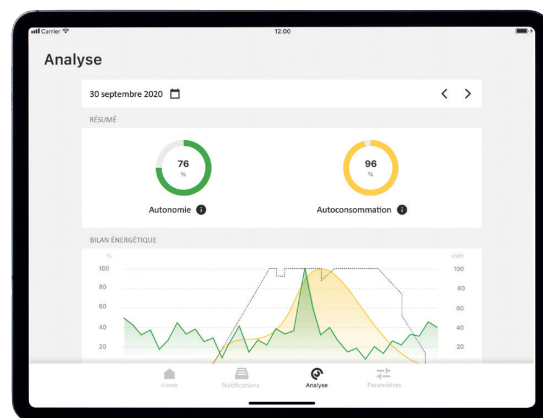 Carrier
12:00
Analyse
30 septembre 2020
RÉSUMÉ
76
%
96
%
Autonomie
Autoconsommation
BILAN ÉNERGÉTIQUE
%
kWh
100
100
80
80
60
60
40
40
20
20
Home
Notifications
Analyse
Paramètres